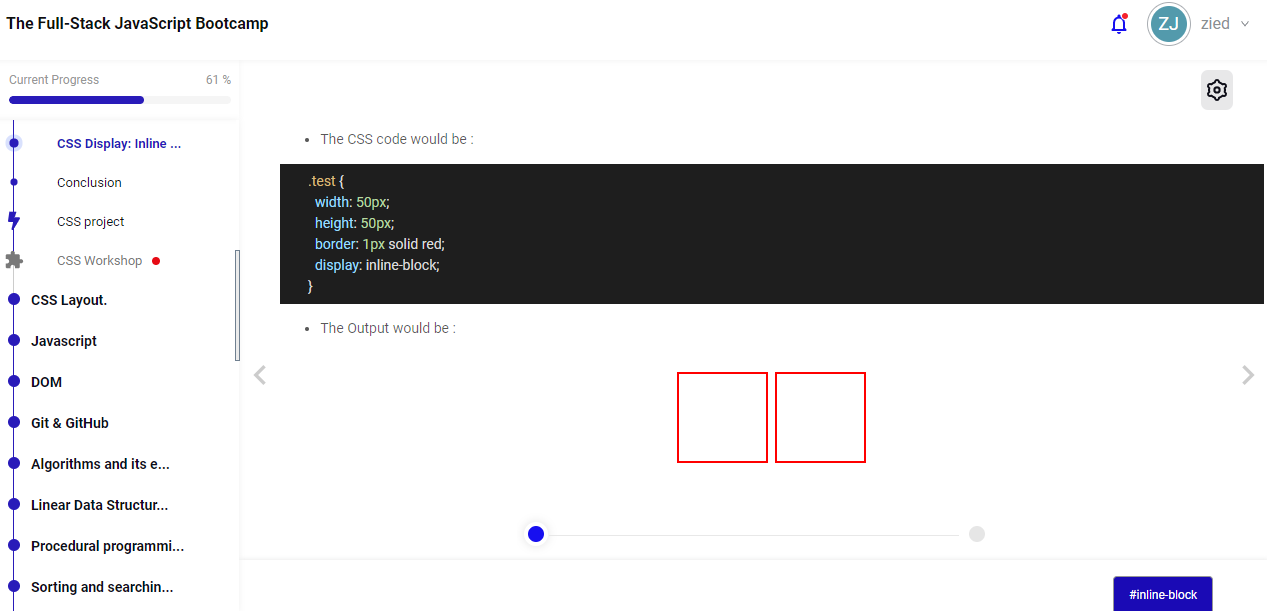 The Full-Stack JavaScript Bootcamp
ZJ
zied
Current Progress
61 %
CSS Display: Inline ...
Conclusion
CSS project
CSS Workshop
CSS Layout.
Javascript
DOM
Git & GitHub
Algorithms and its e...
Linear Data Structur...
Procedural programmi...
Sorting and searchin...
• The CSS code would be :
.test {
width: 50px;
height: 50px;
border: 1px solid red;
display: inline-block;
}
• The Output would be :
#inline-block